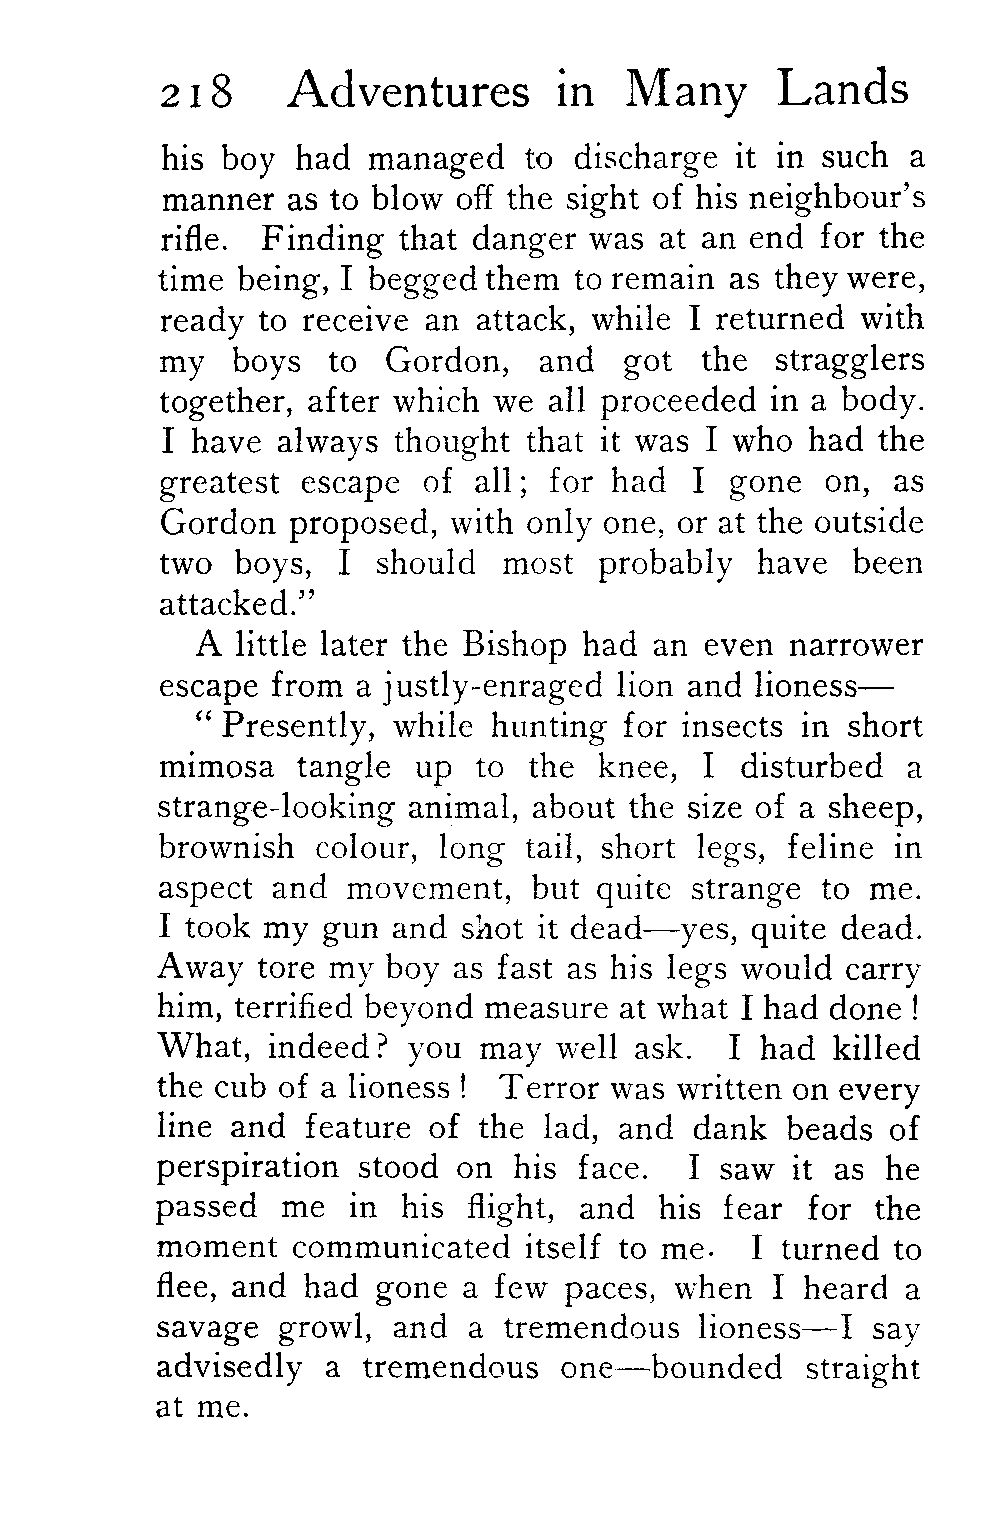 218 Adventures in Many Lands
his boy had managed to discharge it in such a
manner as to blow off the sight of his neighbour's
rifle. Finding that danger was at an end for the
time being, I begged them to remain as they were,
ready to receive an attack, while I returned with
my boys to Gordon, and got the stragglers
together, after which we all proceeded in a body.
I have always thought that it was I who had the
greatest escape of all; for had I gone on, as
Gordon proposed, with only one, or at the outside
two boys, I should most probably have been
attacked."
A little later the Bishop had an even narrower
escape from a justly-enraged lion and lioness—
"Presently, while hunting for insects in short
mimosa tangle up to the knee, I disturbed a
strange-looking animal, about the size of a sheep,
brownish colour, long tail, short legs, feline in
aspect and movement, but quite strange to me.
I took my gun and shot it dead—yes, quite dead.
Away tore my boy as fast as his legs would carry
him, terrified beyond measure at what I had done!
What, indeed? you may well ask. I had killed
the cub of a lioness! Terror was written on every
line and feature of the lad, and dank beads of
perspiration stood on his face. I saw it as he
passed me in his flight, and his fear for the
moment communicated itself to me. I turned to
flee, and had gone a few paces, when I heard a
savage growl, and a tremendous lioness—I say
advisedly a tremendous one—bounded straight
at me.